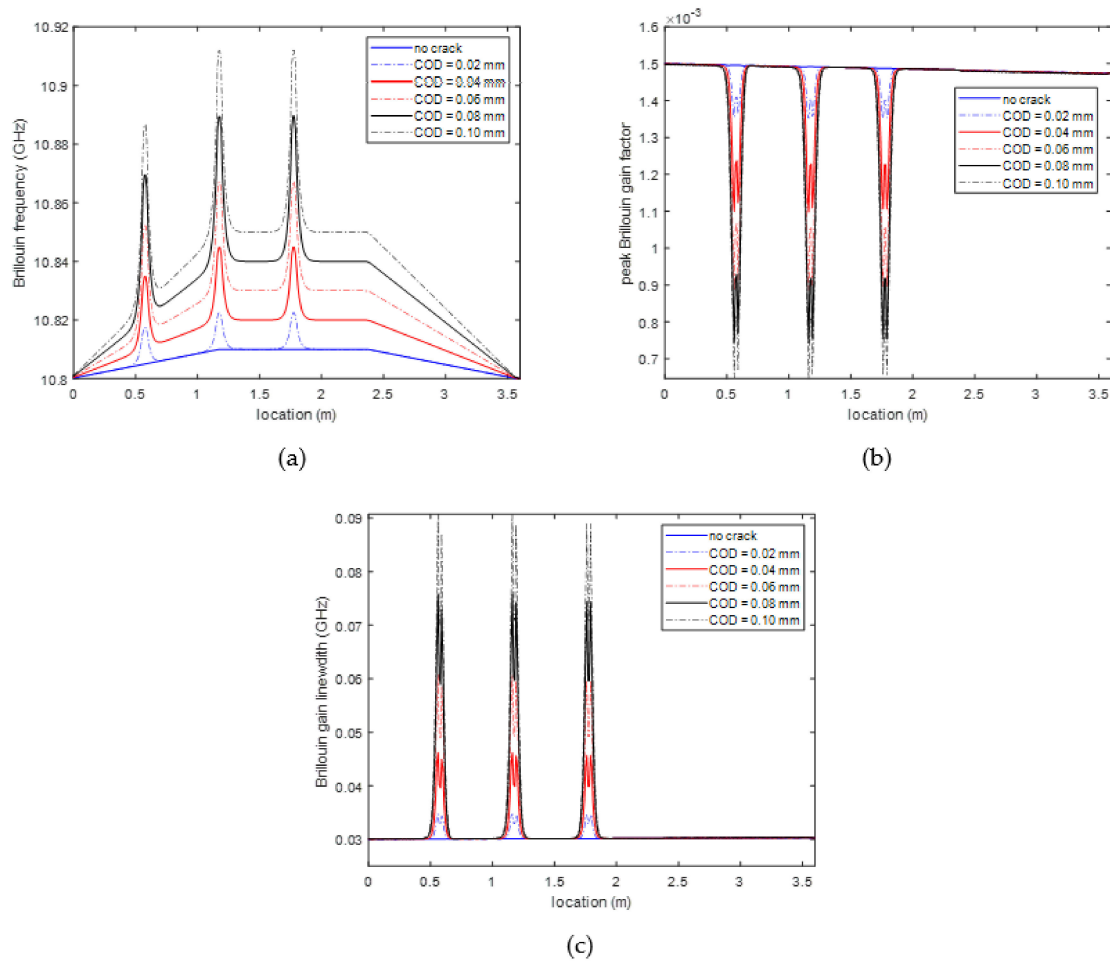 10.92
10.9
10.88
10.86
10.84
10.82
10.8
Brillouin frequency (GHz)
no crack
COD = 0.02 mm
COD = 0.04 mm
COD = 0.06 mm
COD = 0.08 mm
COD = 0.10 mm
0 0.5 1 1.5 2 2.5 3 3.5
location (m)
(a)
×10⁻³
1.6
1.5
1.4
1.3
1.2
1.1
1
0.9
0.8
0.7
peak Brillouin gain factor
no crack
COD = 0.02 mm
COD = 0.04 mm
COD = 0.06 mm
COD = 0.08 mm
COD = 0.10 mm
0 0.5 1 1.5 2 2.5 3 3.5
location (m)
(b)
0.09
0.08
0.07
0.06
0.05
0.04
0.03
Brillouin gain linewdith (GHz)
no crack
COD = 0.02 mm
COD = 0.04 mm
COD = 0.06 mm
COD = 0.08 mm
COD = 0.10 mm
0 0.5 1 1.5 2 2.5 3 3.5
location (m)
(c)